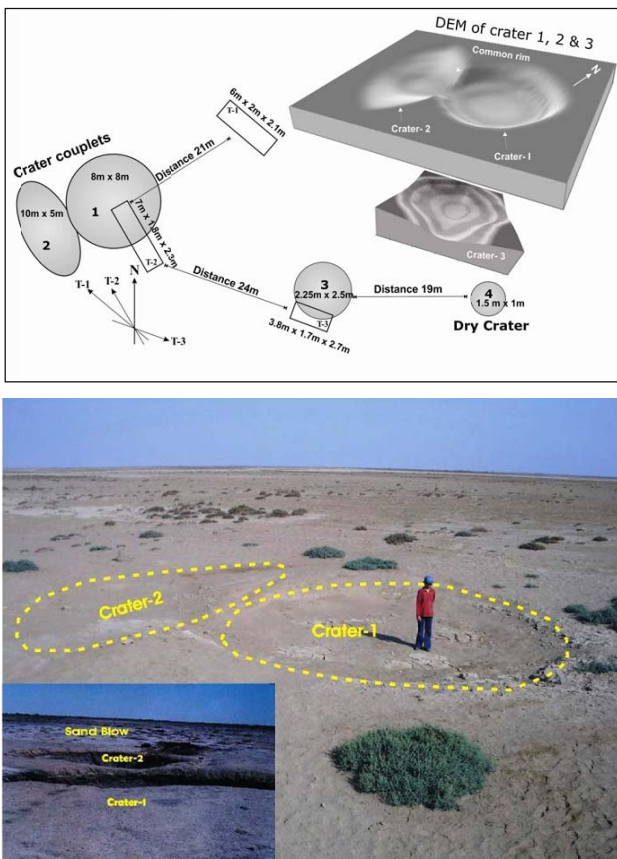 DEM of crater 1, 2 & 3
Common rim
N
Crater- 2
Crater-1
6m x 2m x 2.1m
T-1
Distance 21m
Crater couplets
8m x 8m
1
10m x 5m
2
7m x 1.8m x 2.3m
T-2
Crater- 3
N
T-1
T-2
T-3
Distance 24m
3
2.25m x 2.5m
T-3
3.8m x 1.7m x 2.7m
Distance 19m
4
1.5 m x 1m
Dry Crater
Crater-2
Crater-1
Sand Blow
Crater-2
Crater-1